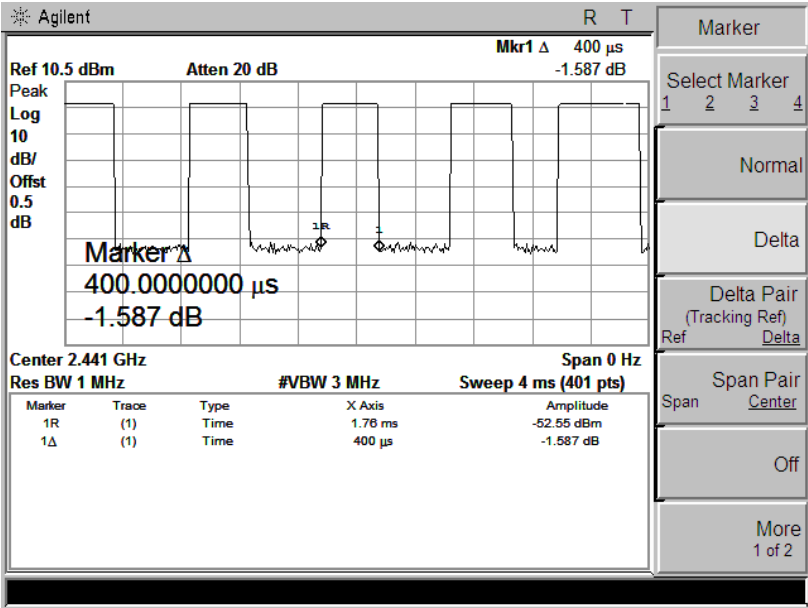 Agilent R T
Mkr1 Δ 400 µs
Ref 10.5 dBm Atten 20 dB -1.587 dB
Peak
Log
10
dB/
Offst
0.5
dB
1R 1
Marker Δ
400.0000000 µs
-1.587 dB
Center 2.441 GHz Span 0 Hz
Res BW 1 MHz #VBW 3 MHz Sweep 4 ms (401 pts)
Marker Trace Type X Axis Amplitude
1R (1) Time 1.76 ms -52.55 dBm
1Δ (1) Time 400 µs -1.587 dB
Marker
Select Marker
1 2 3 4
Normal
Delta
Delta Pair
(Tracking Ref)
Ref Delta
Span Pair
Span Center
Off
More
1 of 2